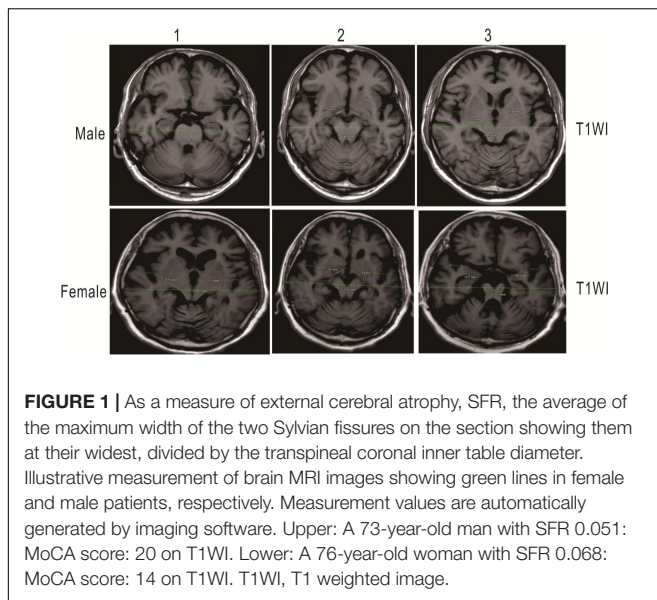 1 2 3
Male T1WI
Female T1WI
FIGURE 1 | As a measure of external cerebral atrophy, SFR, the average of
the maximum width of the two Sylvian fissures on the section showing them
at their widest, divided by the transpineal coronal inner table diameter.
Illustrative measurement of brain MRI images showing green lines in female
and male patients, respectively. Measurement values are automatically
generated by imaging software. Upper: A 73-year-old man with SFR 0.051:
MoCA score: 20 on T1WI. Lower: A 76-year-old woman with SFR 0.068:
MoCA score: 14 on T1WI. T1WI, T1 weighted image.